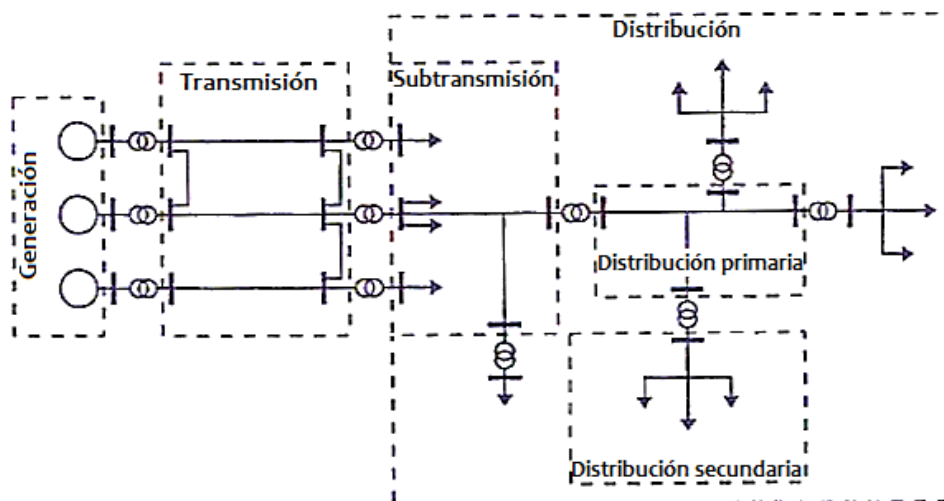 Distribución
Transmisión
Subtransmisión
Generación
Distribución primaria
Distribución secundaria